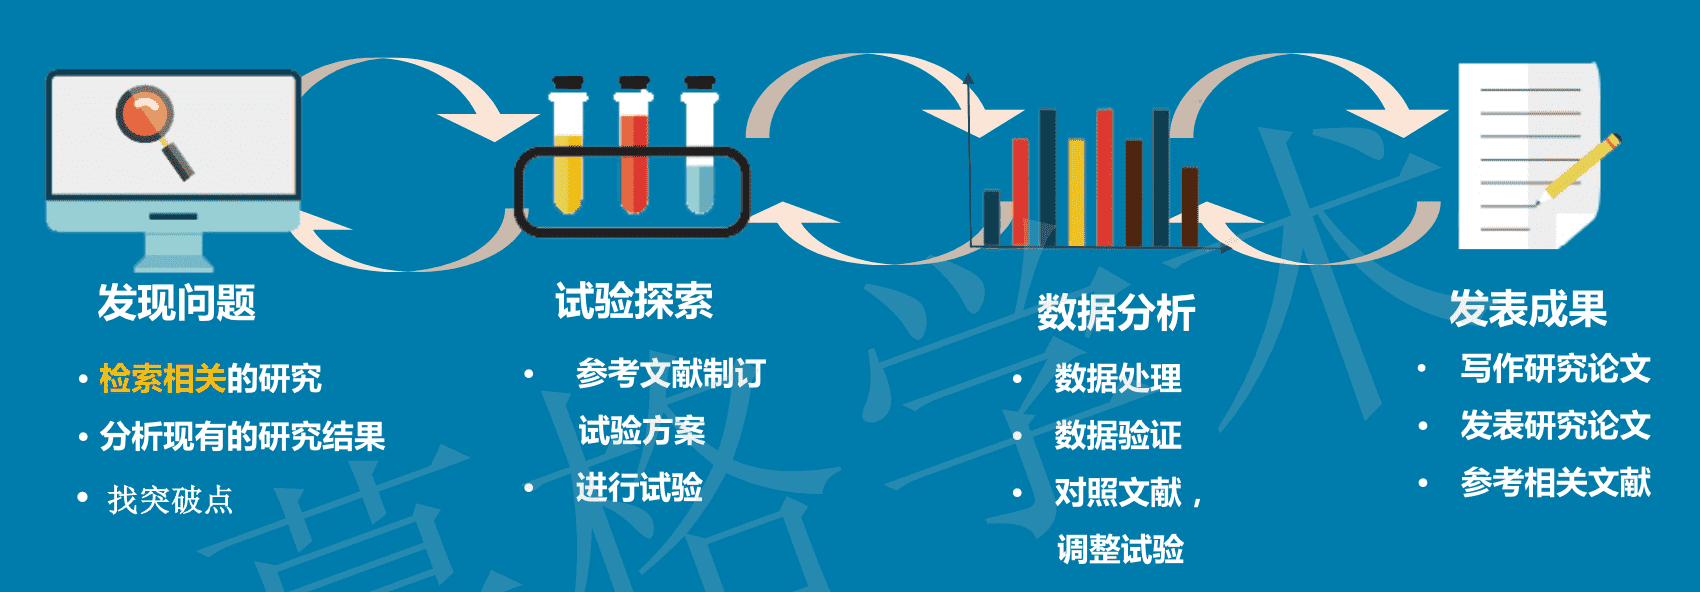 发现问题
• 检索相关的研究
• 分析现有的研究结果
• 找突破点
试验探索
• 参考文献制订
试验方案
• 进行试验
数据分析
• 数据处理
• 数据验证
• 对照文献，
调整试验
发表成果
• 写作研究论文
• 发表研究论文
• 参考相关文献
格学术